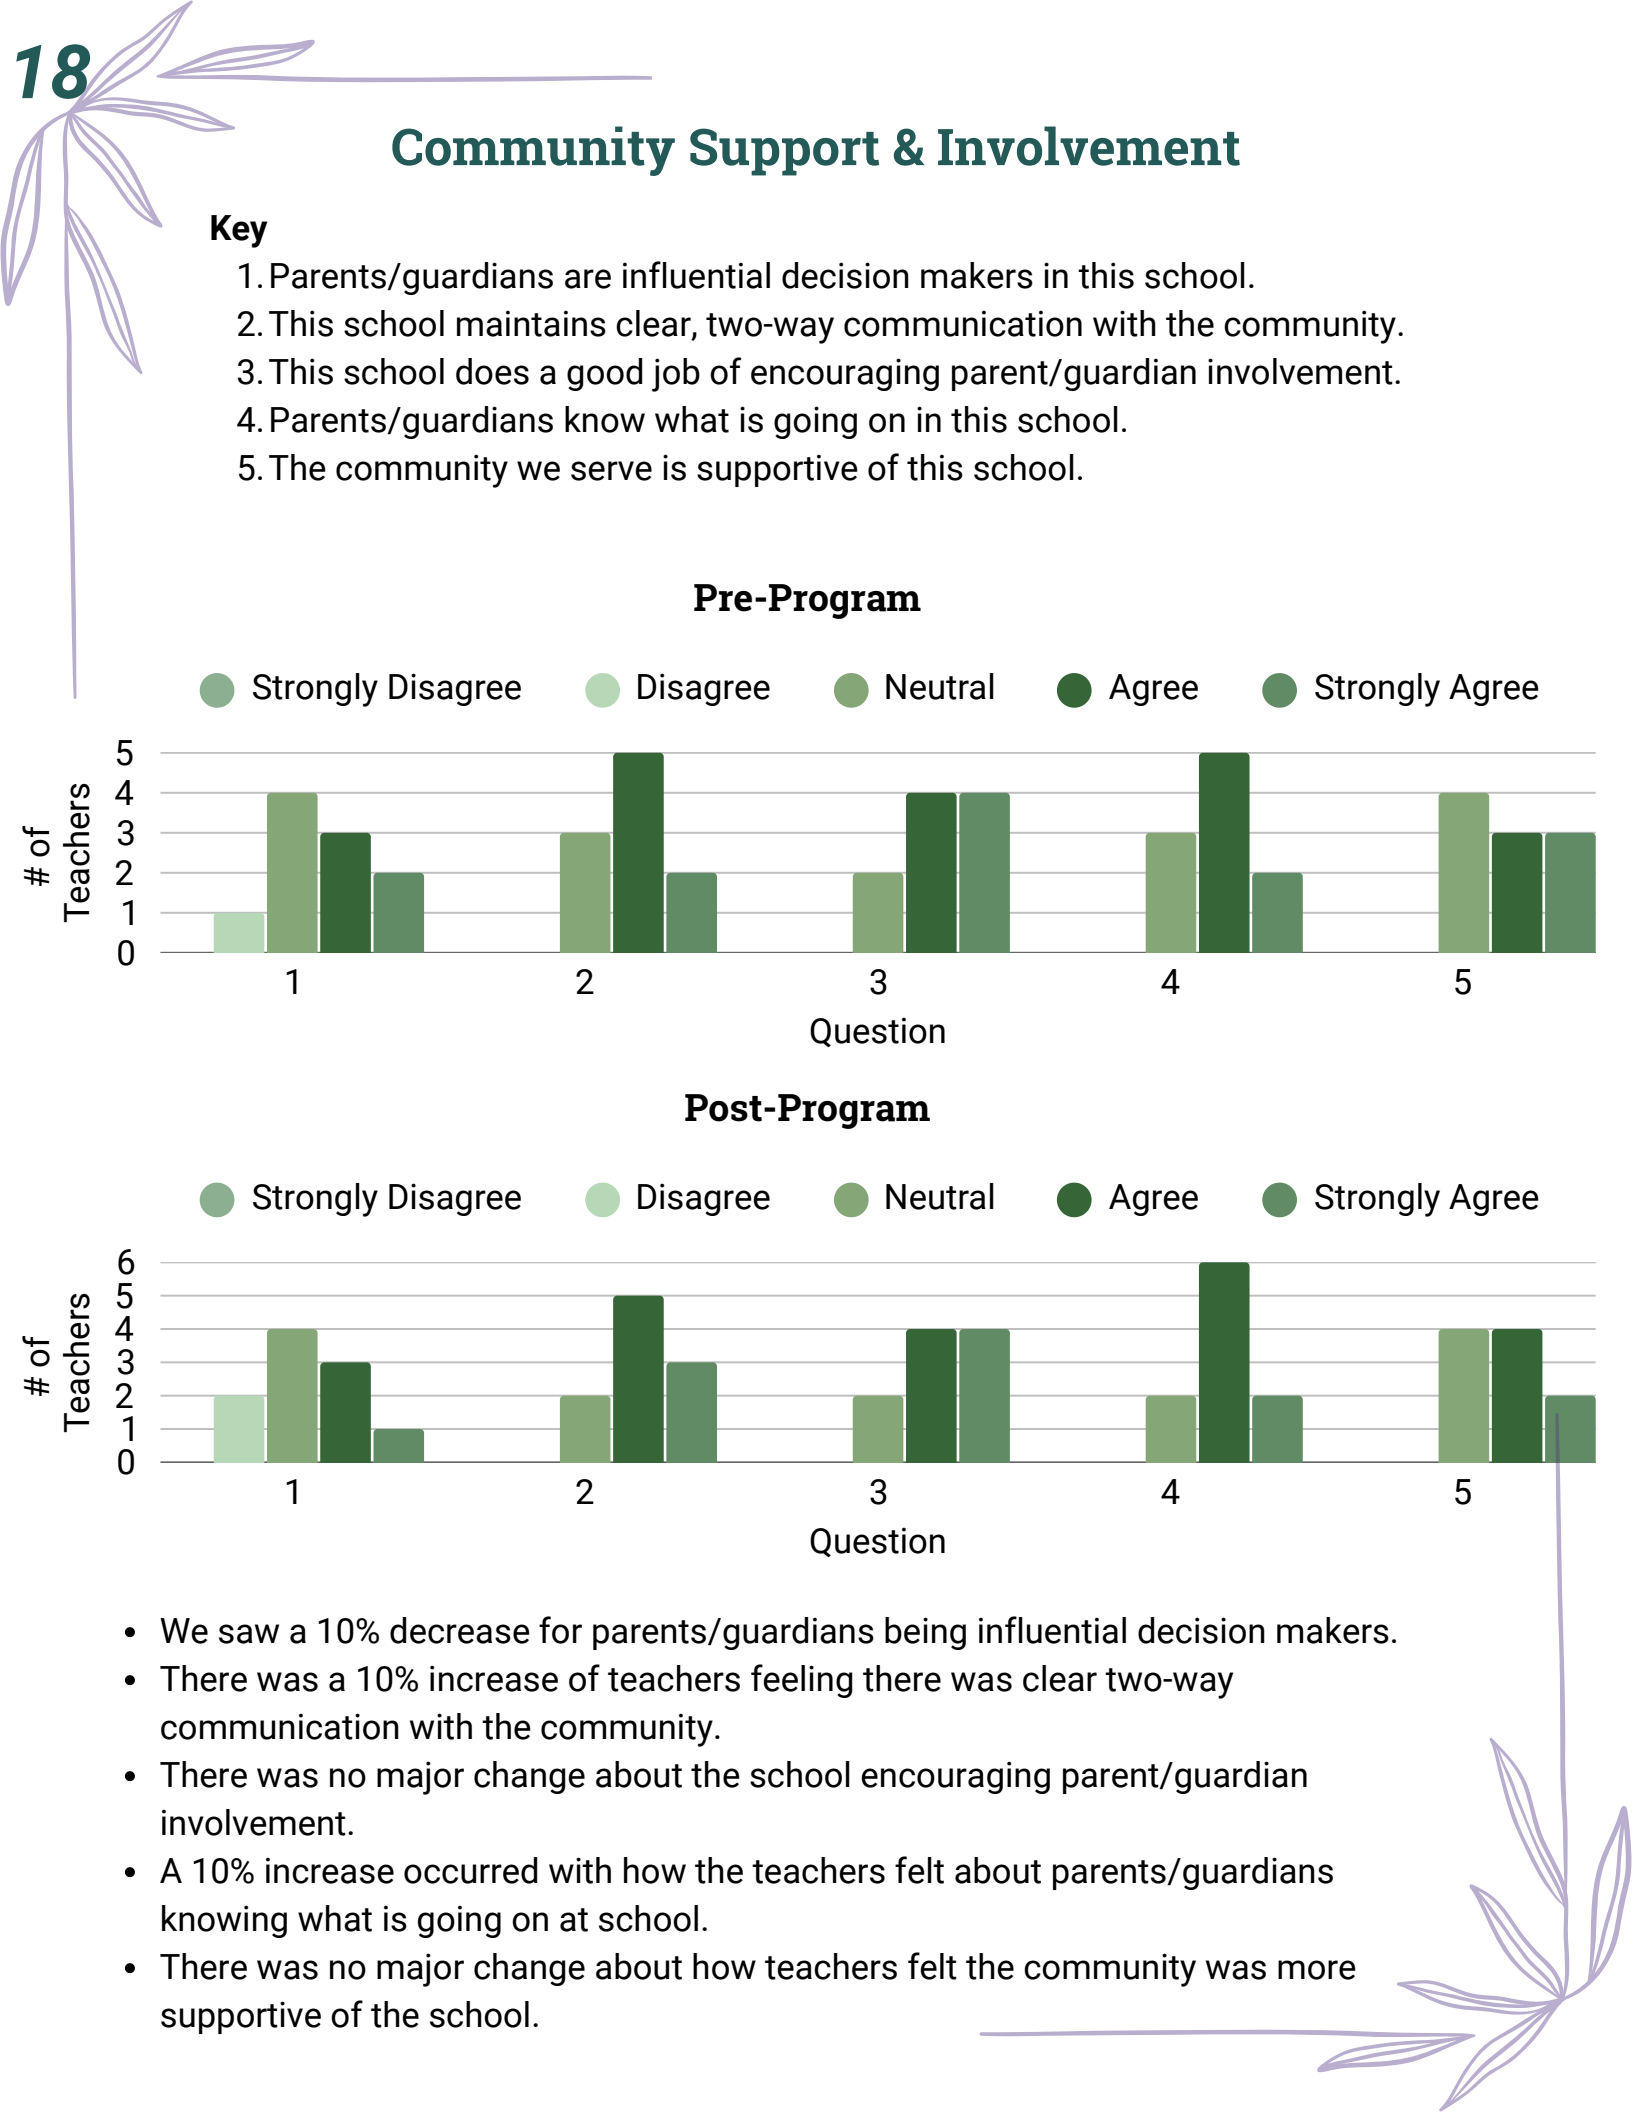 18
Community Support & Involvement
Key
1. Parents/guardians are influential decision makers in this school.
2. This school maintains clear, two-way communication with the community.
3. This school does a good job of encouraging parent/guardian involvement.
4. Parents/guardians know what is going on in this school.
5. The community we serve is supportive of this school.
Pre-Program
Strongly Disagree Disagree Neutral Agree Strongly Agree
# of
Teachers
5
4
3
2
1
0
1 2 3 4 5
Question
Post-Program
Strongly Disagree Disagree Neutral Agree Strongly Agree
# of
Teachers
6
5
4
3
2
1
0
1 2 3 4 5
Question
• We saw a 10% decrease for parents/guardians being influential decision makers.
• There was a 10% increase of teachers feeling there was clear two-way
communication with the community.
• There was no major change about the school encouraging parent/guardian
involvement.
• A 10% increase occurred with how the teachers felt about parents/guardians
knowing what is going on at school.
• There was no major change about how teachers felt the community was more
supportive of the school.